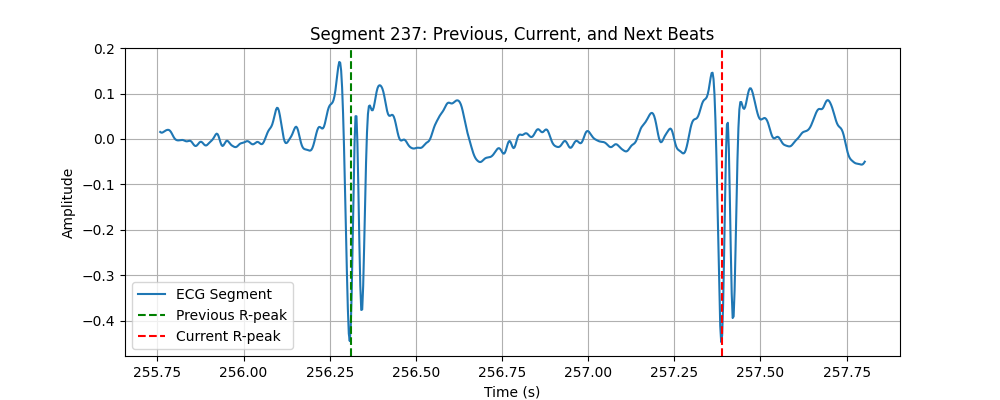 Segment 237: Previous, Current, and Next Beats
0.2
0.1
0.0
−0.1
−0.2
−0.3
−0.4
Amplitude
ECG Segment
Previous R-peak
Current R-peak
255.75 256.00 256.25 256.50 256.75 257.00 257.25 257.50 257.75
Time (s)